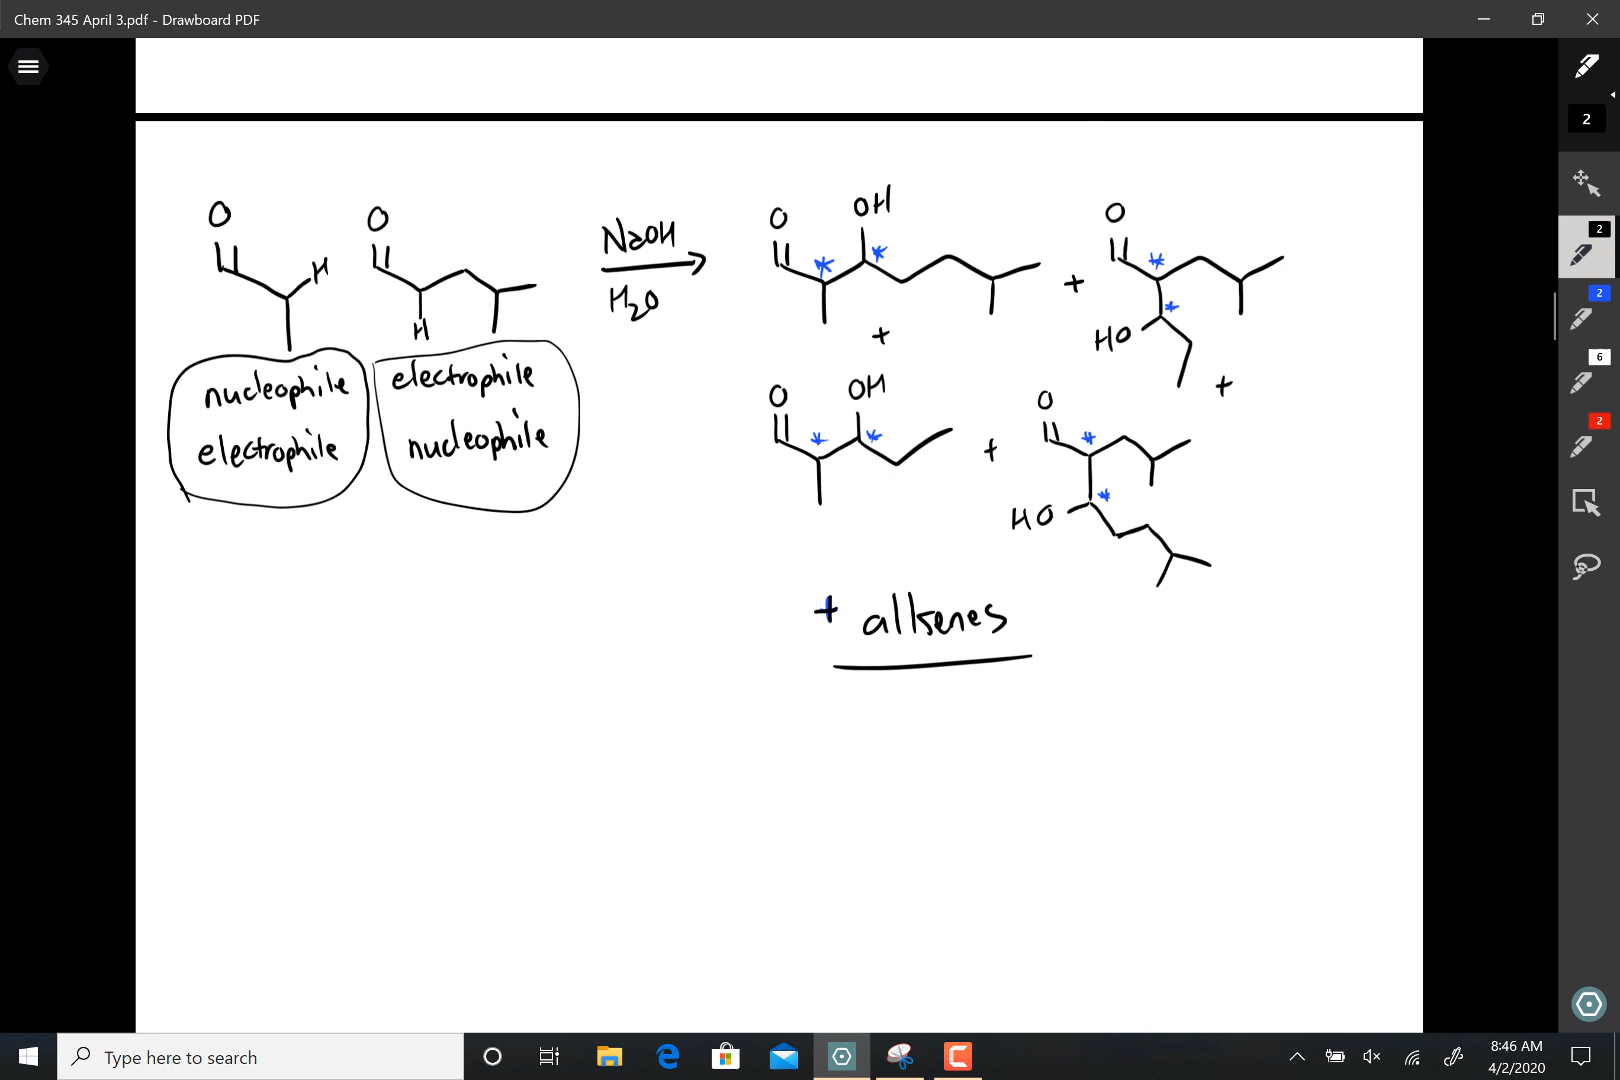 Chem 345 April 3.pdf - Drawboard PDF
2
2
2
6
2
O
O
NaOH
H2O
H
H
nucleophile
electrophile
electrophile
nucleophile
O
OH
*
*
+
O
*
*
HO
+
+
O
OH
*
*
+
O
*
*
HO
+ alkenes
Type here to search
8:46 AM
4/2/2020